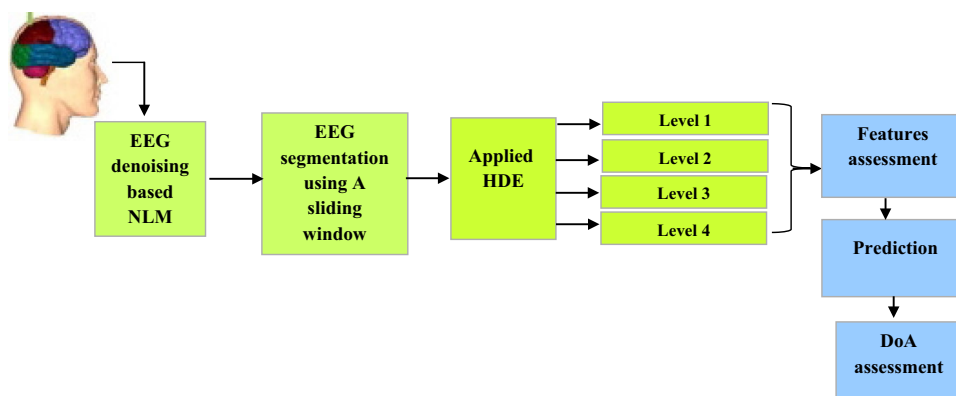 EEG
denoising
based
NLM
EEG
segmentation
using A
sliding
window
Applied
HDE
Level 1
Level 2
Level 3
Level 4
Features
assessment
Prediction
DoA
assessment